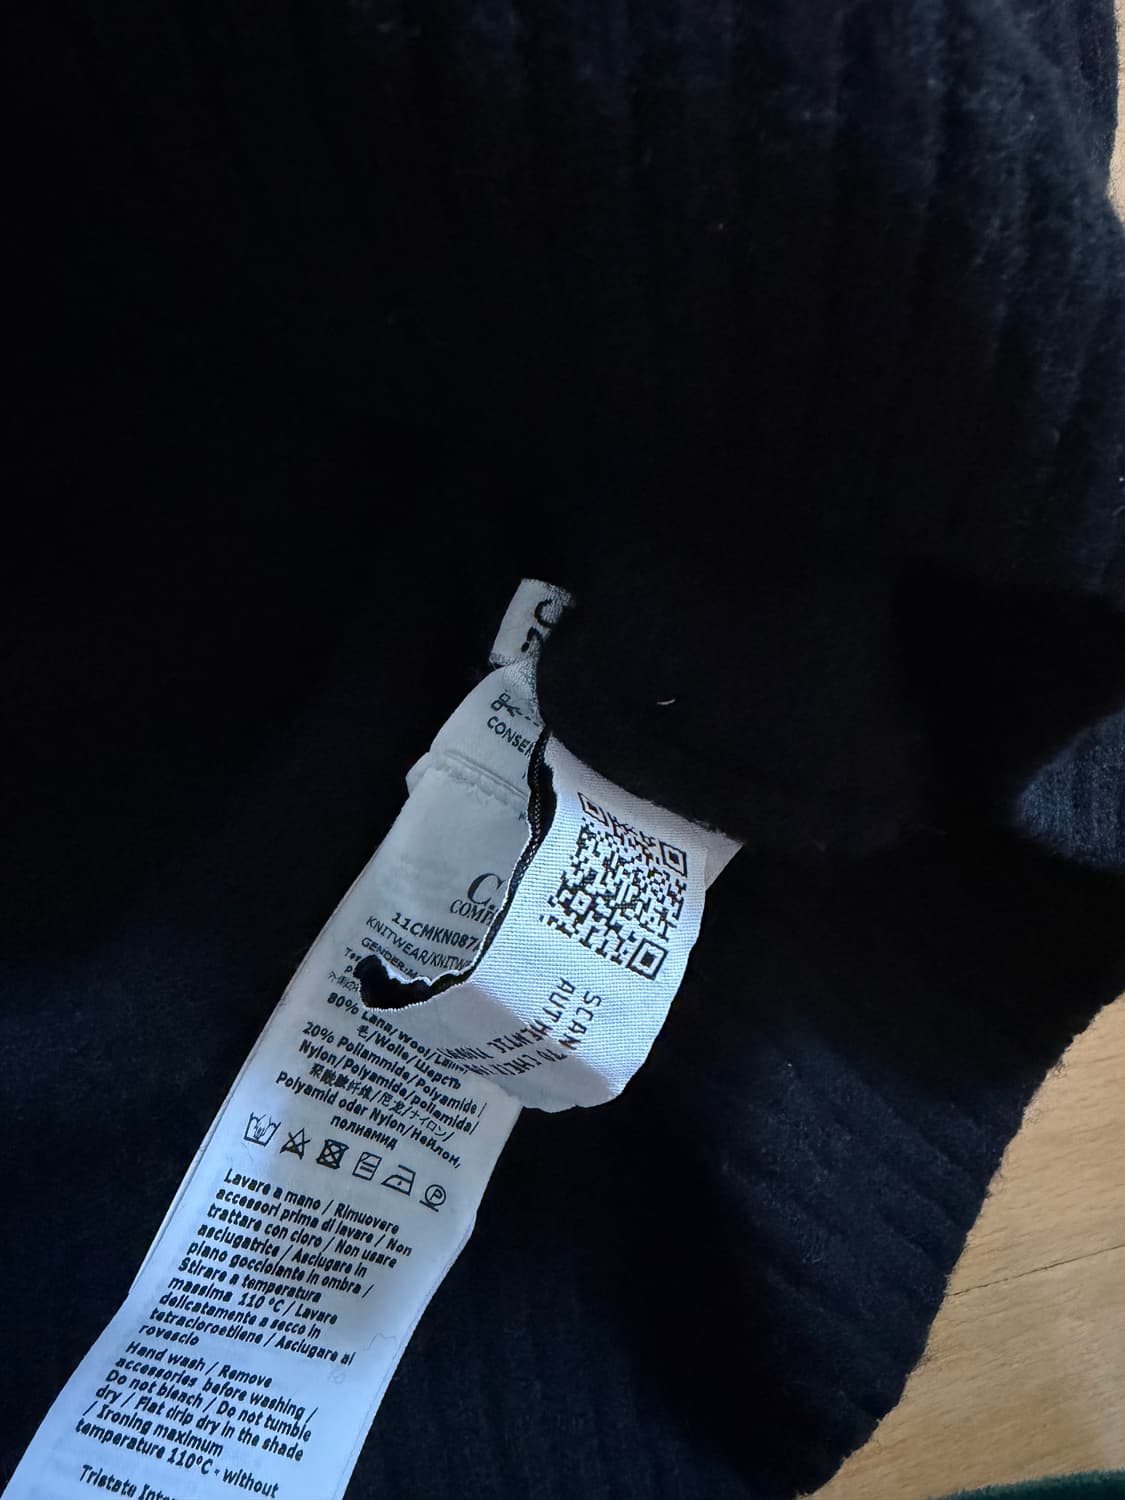 CONSE
C.
COMP
11CMKN087
KNITWEAR/KNITW
GENDER:M
80% Lana/Wool/Lain
毛/Wolle/Шерсть
20% Poliammide/Polyamide/
Nylon/Polyamide/poliamida/
聚酰胺纤维/尼龙/ナイロン/
Polyamid oder Nylon/Нейлон,
полиамид
P
Lavare a mano / Rimuovere
accessori prima di lavare / Non
trattare con cloro / Non usare
asciugatrice / Asciugare in
piano gocciolante in ombra /
Stirare a temperatura
massima 110 °C / Lavare
delicatamente a secco in
tetracloroetilene / Asciugare al
rovescio
Hand wash / Remove
accessories before washing /
Do not bleach / Do not tumble
dry / Flat drip dry in the shade
/ Ironing maximum
temperature 110°C - without
Tristate Inte
SCAN TO CHECK